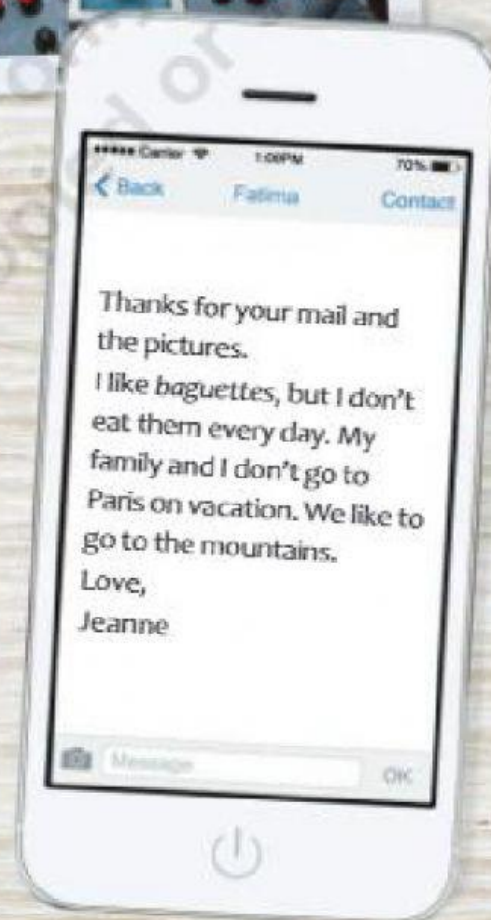 Carrier 1:00PM 70%
Back Fatima Contact
Thanks for your mail and
the pictures.
I like baguettes, but I don't
eat them every day. My
family and I don't go to
Paris on vacation. We like to
go to the mountains.
Love,
Jeanne
Message OK